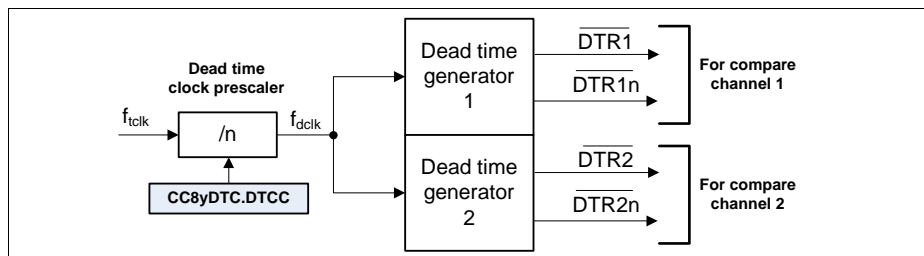 Dead time
clock prescaler
f_tclk
/n
f_dclk
CC8yDTC.DTCC
Dead time
generator
1
Dead time
generator
2
DTR1
DTR1n
DTR2
DTR2n
For compare
channel 1
For compare
channel 2